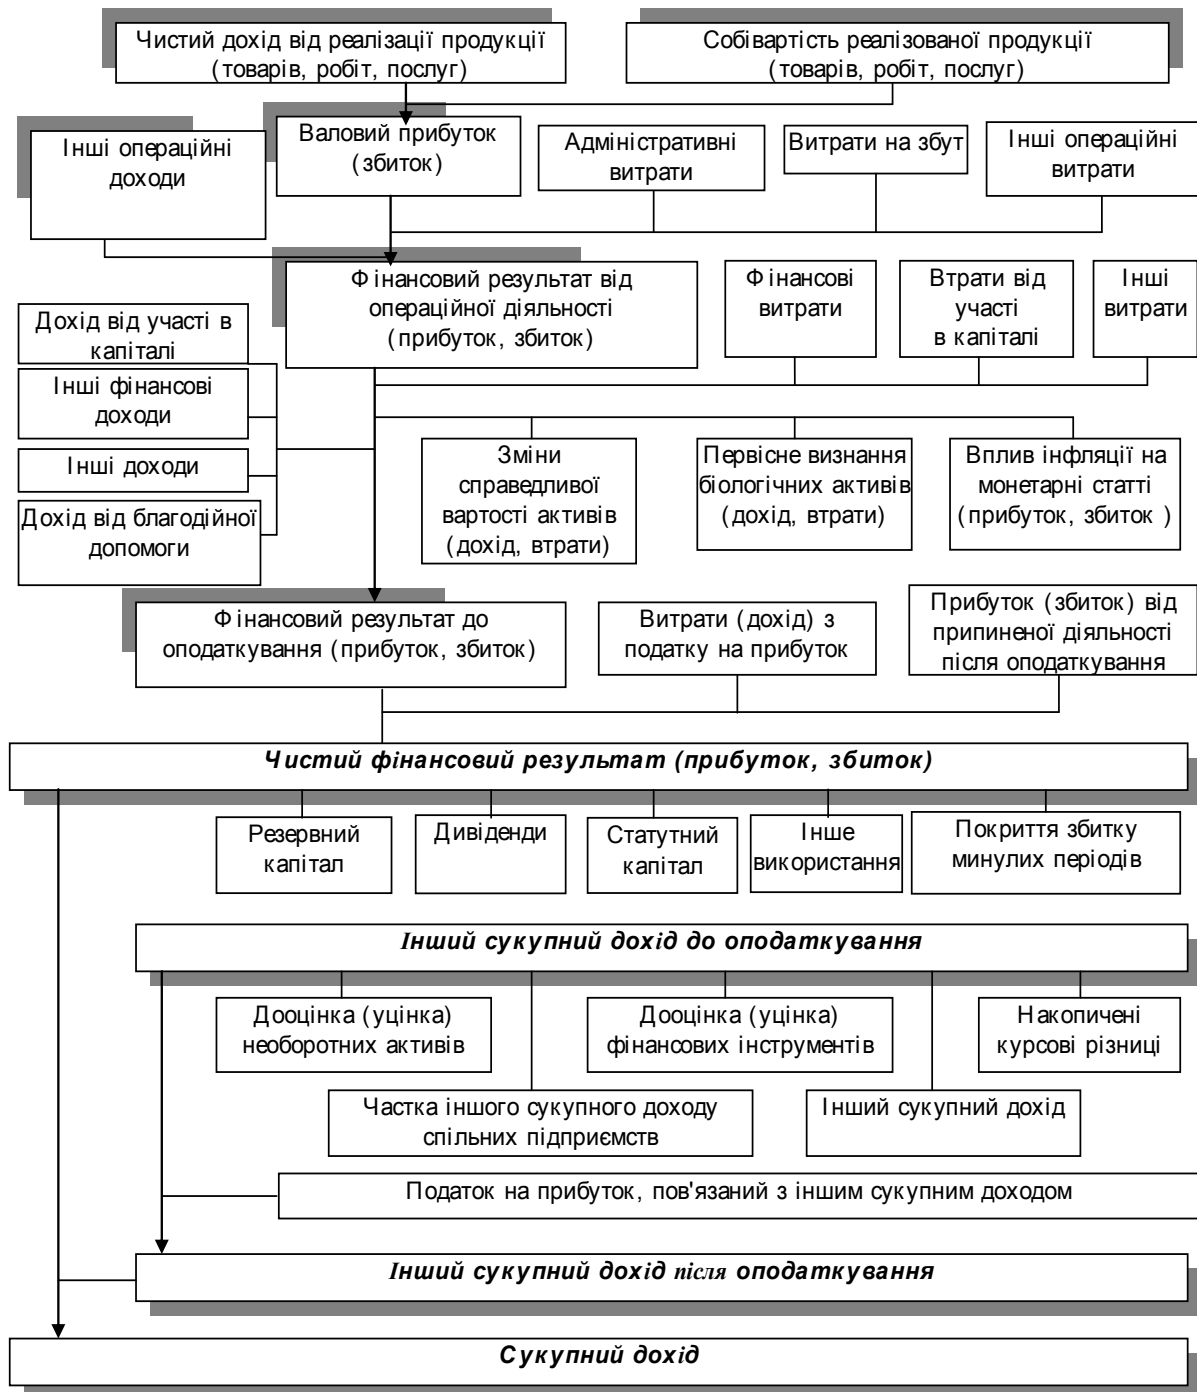 Чистий дохід від реалізації продукції
(товарів, робіт, послуг)
Собівартість реалізованої продукції
(товарів, робіт, послуг)
Інші операційні
доходи
Валовий прибуток
(збиток)
Адміністративні
витрати
Витрати на збут
Інші операційні
витрати
Фінансовий результат від
операційної діяльності
(прибуток, збиток)
Фінансові
витрати
Втрати від
участі
в капіталі
Інші
витрати
Дохід від участі в
капіталі
Інші фінансові
доходи
Інші доходи
Дохід від благодійної
допомоги
Зміни
справедливої
вартості активів
(дохід, втрати)
Первісне визнання
біологічних активів
(дохід, втрати)
Вплив інфляції на
монетарні статті
(прибуток, збиток )
Фінансовий результат до
оподаткування (прибуток, збиток)
Витрати (дохід) з
податку на прибуток
Прибуток (збиток) від
припиненої діяльності
після оподаткування
Чистий фінансовий результат (прибуток, збиток)
Резервний
капітал
Дивіденди
Статутний
капітал
Інше
використання
Покриття збитку
минулих періодів
Інший сукупний дохід до оподаткування
Дооцінка (уцінка)
необоротних активів
Дооцінка (уцінка)
фінансових інструментів
Накопичені
курсові різниці
Частка іншого сукупного доходу
спільних підприємств
Інший сукупний дохід
Податок на прибуток, пов'язаний з іншим сукупним доходом
Інший сукупний дохід після оподаткування
Сукупний дохід